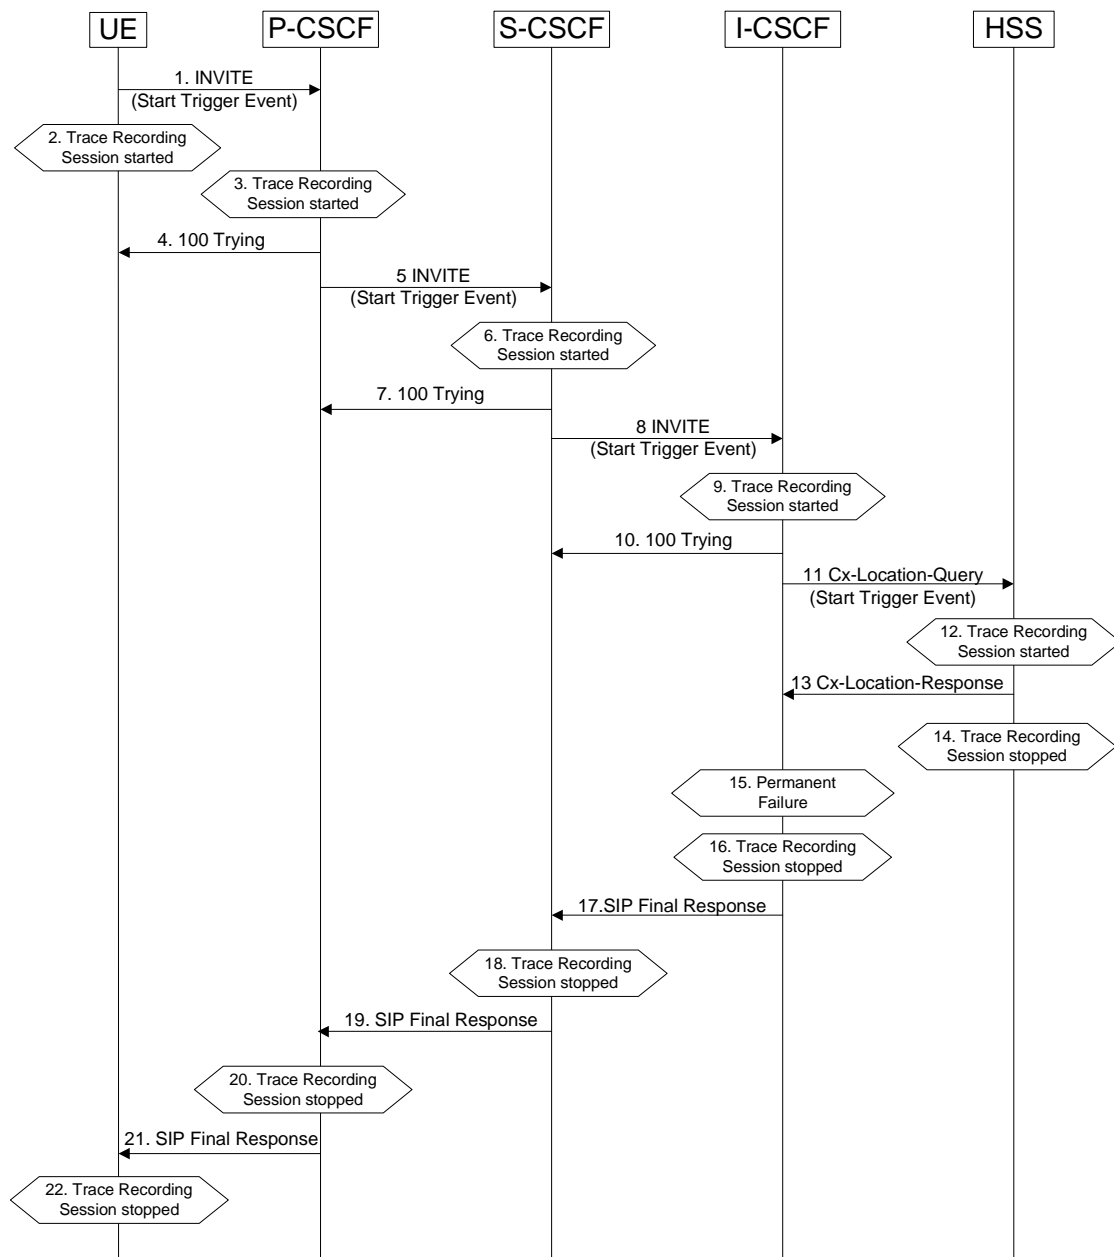 UE P-CSCF S-CSCF I-CSCF HSS
1. INVITE
(Start Trigger Event)
2. Trace Recording
Session started
3. Trace Recording
Session started
4. 100 Trying
5 INVITE
(Start Trigger Event)
6. Trace Recording
Session started
7. 100 Trying
8 INVITE
(Start Trigger Event)
9. Trace Recording
Session started
10. 100 Trying
11 Cx-Location-Query
(Start Trigger Event)
12. Trace Recording
Session started
13 Cx-Location-Response
14. Trace Recording
Session stopped
15. Permanent
Failure
16. Trace Recording
Session stopped
17.SIP Final Response
18. Trace Recording
Session stopped
19. SIP Final Response
20. Trace Recording
Session stopped
21. SIP Final Response
22. Trace Recording
Session stopped